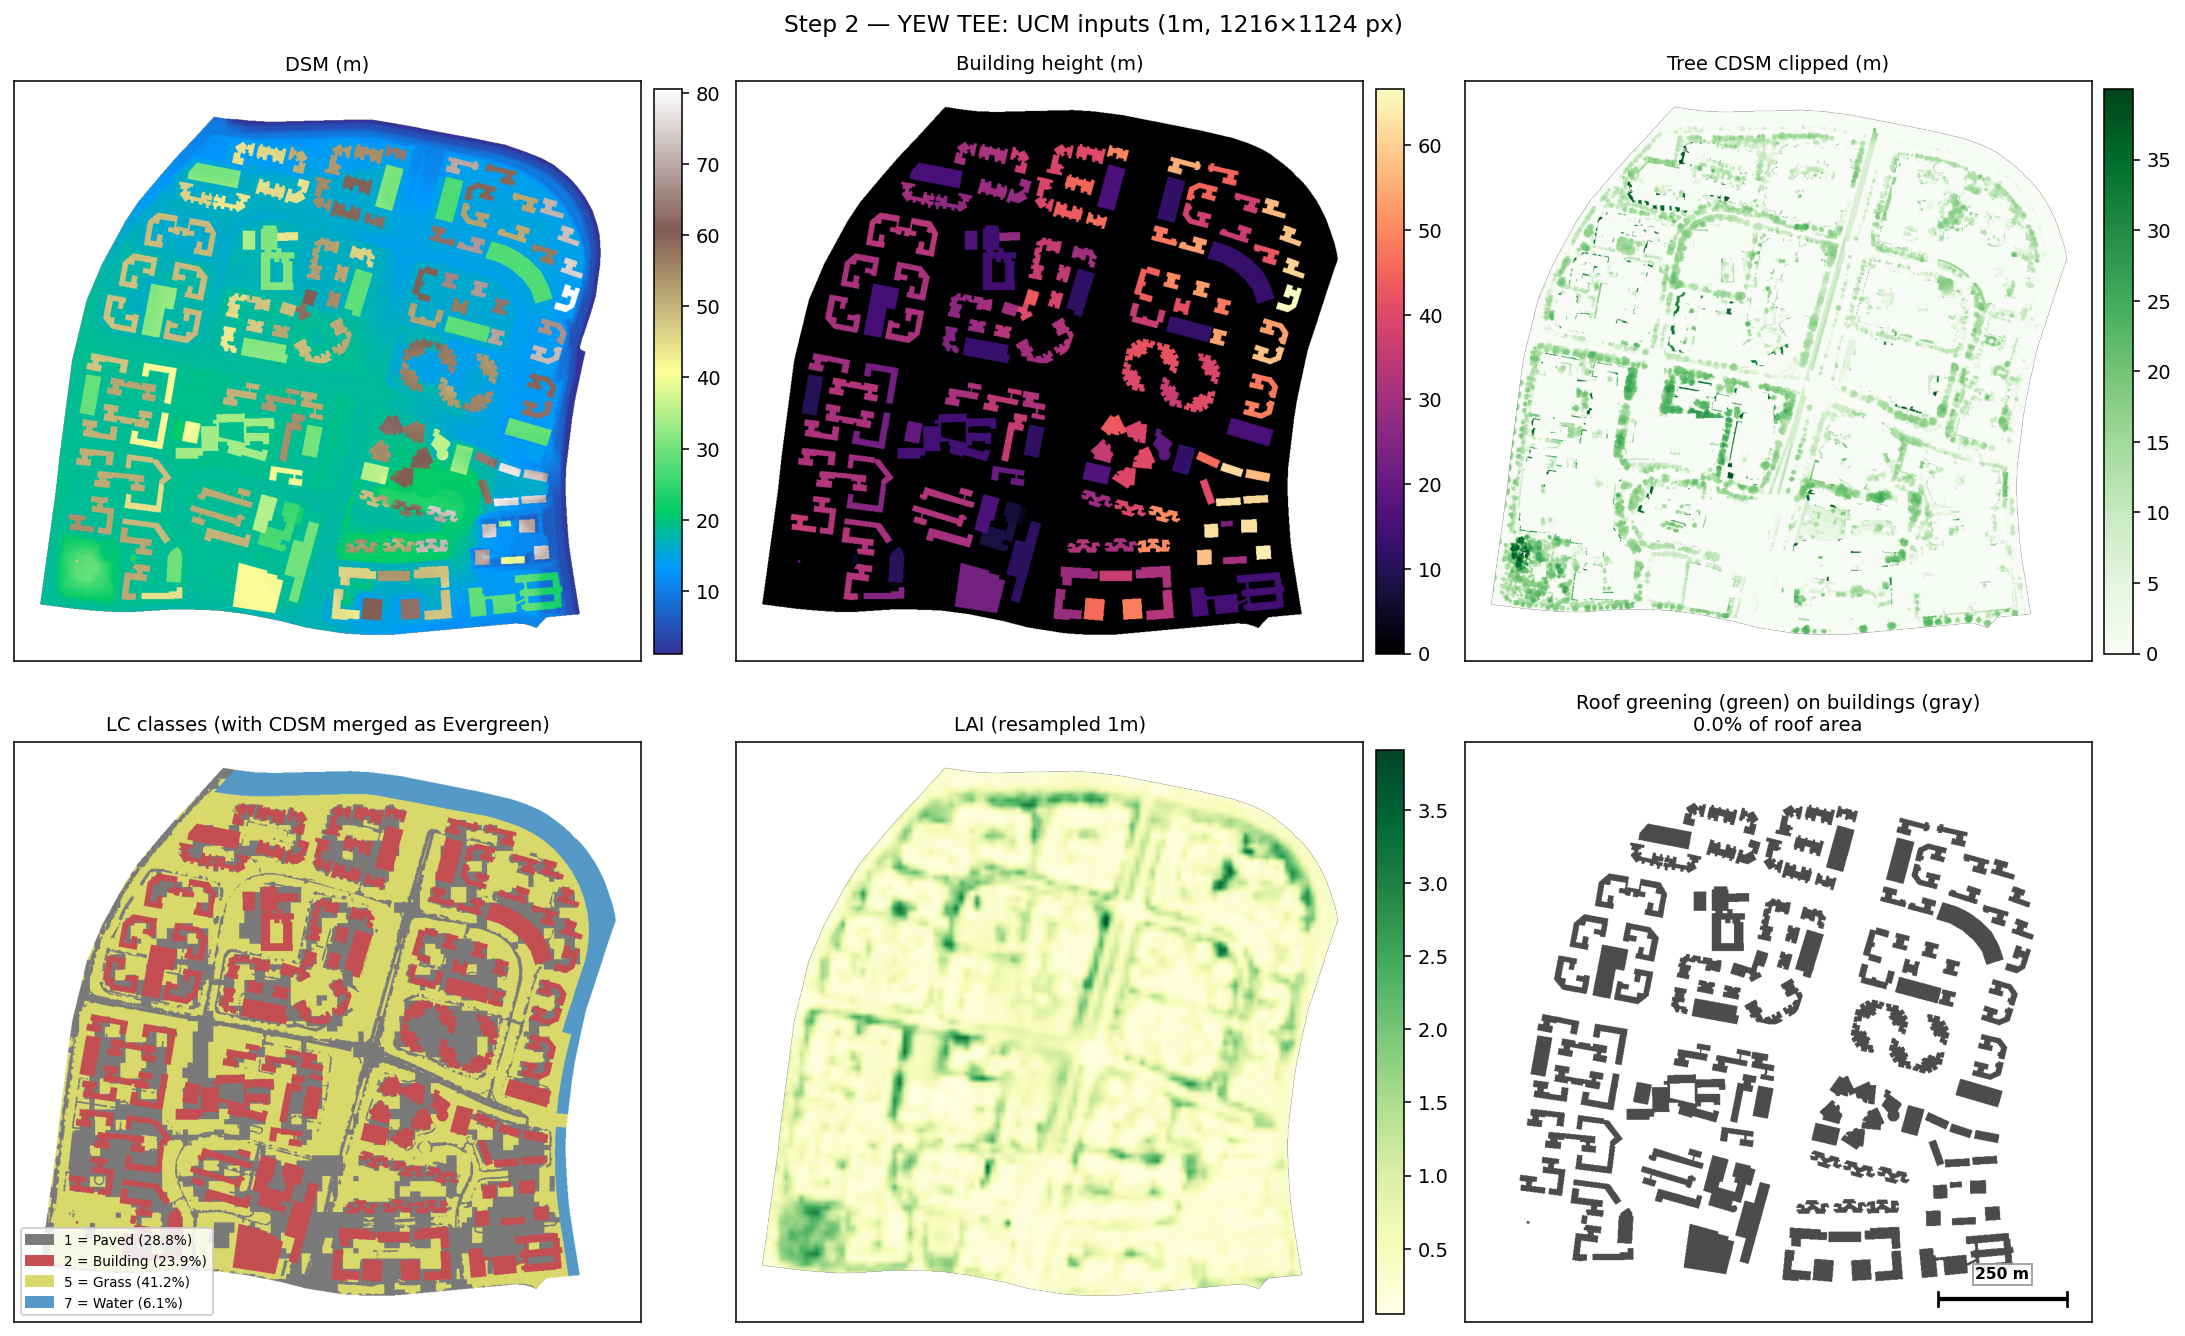 Step 2 — YEW TEE: UCM inputs (1m, 1216×1124 px)
DSM (m)
80
70
60
50
40
30
20
10
Building height (m)
60
50
40
30
20
10
0
Tree CDSM clipped (m)
35
30
25
20
15
10
5
0
LC classes (with CDSM merged as Evergreen)
1 = Paved (28.8%)
2 = Building (23.9%)
5 = Grass (41.2%)
7 = Water (6.1%)
LAI (resampled 1m)
3.5
3.0
2.5
2.0
1.5
1.0
0.5
Roof greening (green) on buildings (gray)
0.0% of roof area
250 m